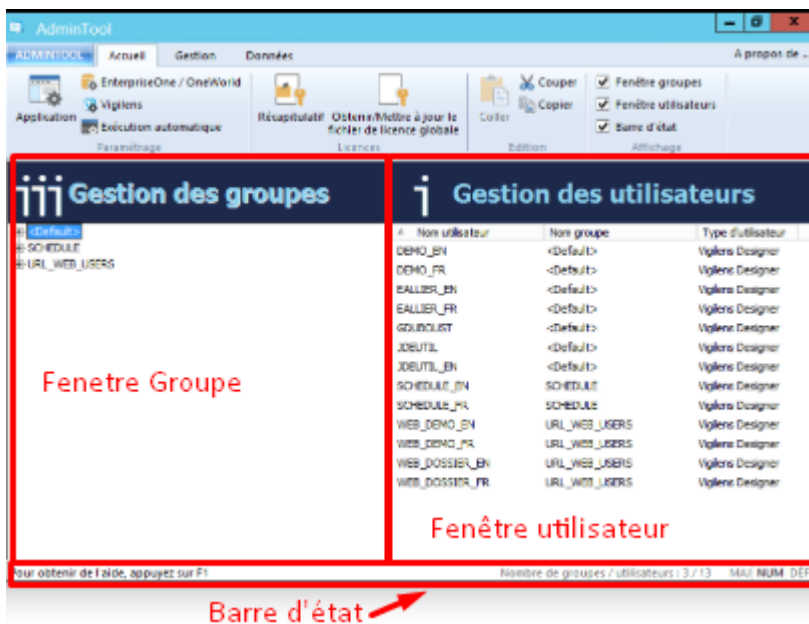 AdminTool
ADMINTOOL Accueil Gestion Données A propos de ..
Application
EnterpriseOne / OneWorld
Vigilens
Exécution automatique
Paramétrage
Récapitulatif
Obtenir/Mettre à jour le
fichier de licence globale
Licences
Coller
Couper
Copier
Edition
Fenêtre groupes
Fenêtre utilisateurs
Barre d'état
Affichage
Gestion des groupes
<Default>
SCHEDULE
URL_WEB_USERS
Fenetre Groupe
Gestion des utilisateurs
Nom utilisateur Nom groupe Type d'utilisateur
DEMO_EN <Default> Vigilens Designer
DEMO_FR <Default> Vigilens Designer
EALLIER_EN <Default> Vigilens Designer
EALLIER_FR <Default> Vigilens Designer
GDUBOUST <Default> Vigilens Designer
JDEUTIL <Default> Vigilens Designer
JDEUTIL_EN <Default> Vigilens Designer
SCHEDULE_EN SCHEDULE Vigilens Designer
SCHEDULE_FR SCHEDULE Vigilens Designer
WEB_DEMO_EN URL_WEB_USERS Vigilens Designer
WEB_DEMO_FR URL_WEB_USERS Vigilens Designer
WEB_DOSSIER_EN URL_WEB_USERS Vigilens Designer
WEB_DOSSIER_FR URL_WEB_USERS Vigilens Designer
Fenêtre utilisateur
Pour obtenir de l'aide, appuyez sur F1 Nombre de groupes / utilisateurs : 3 / 13 MAJ NUM DÉF
Barre d'état